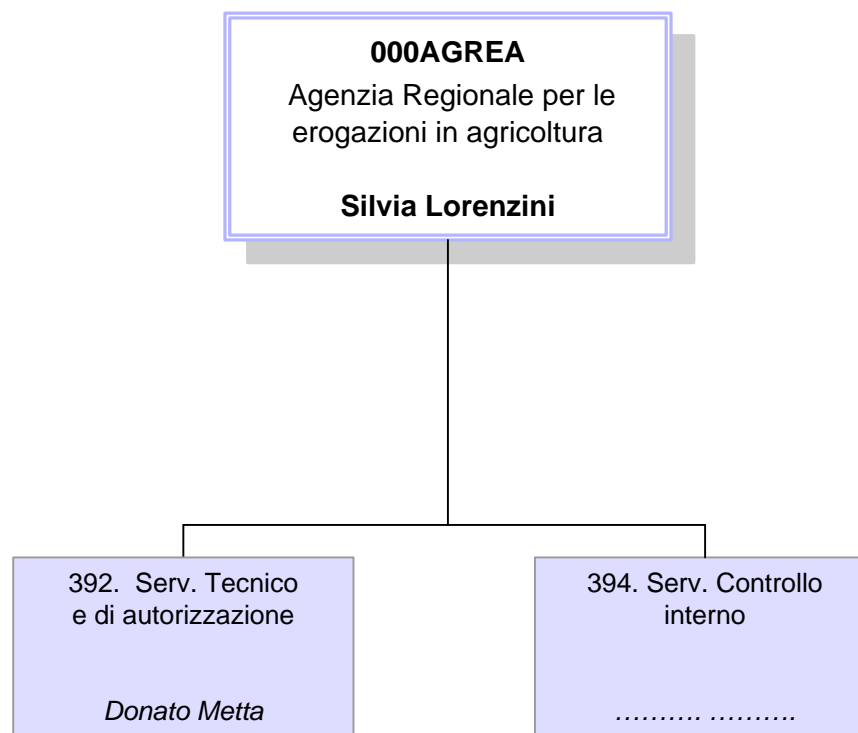 000AGREA
Agenzia Regionale per le
erogazioni in agricoltura
Silvia Lorenzini
392. Serv. Tecnico
e di autorizzazione
Donato Metta
394. Serv. Controllo
interno
………. ……….